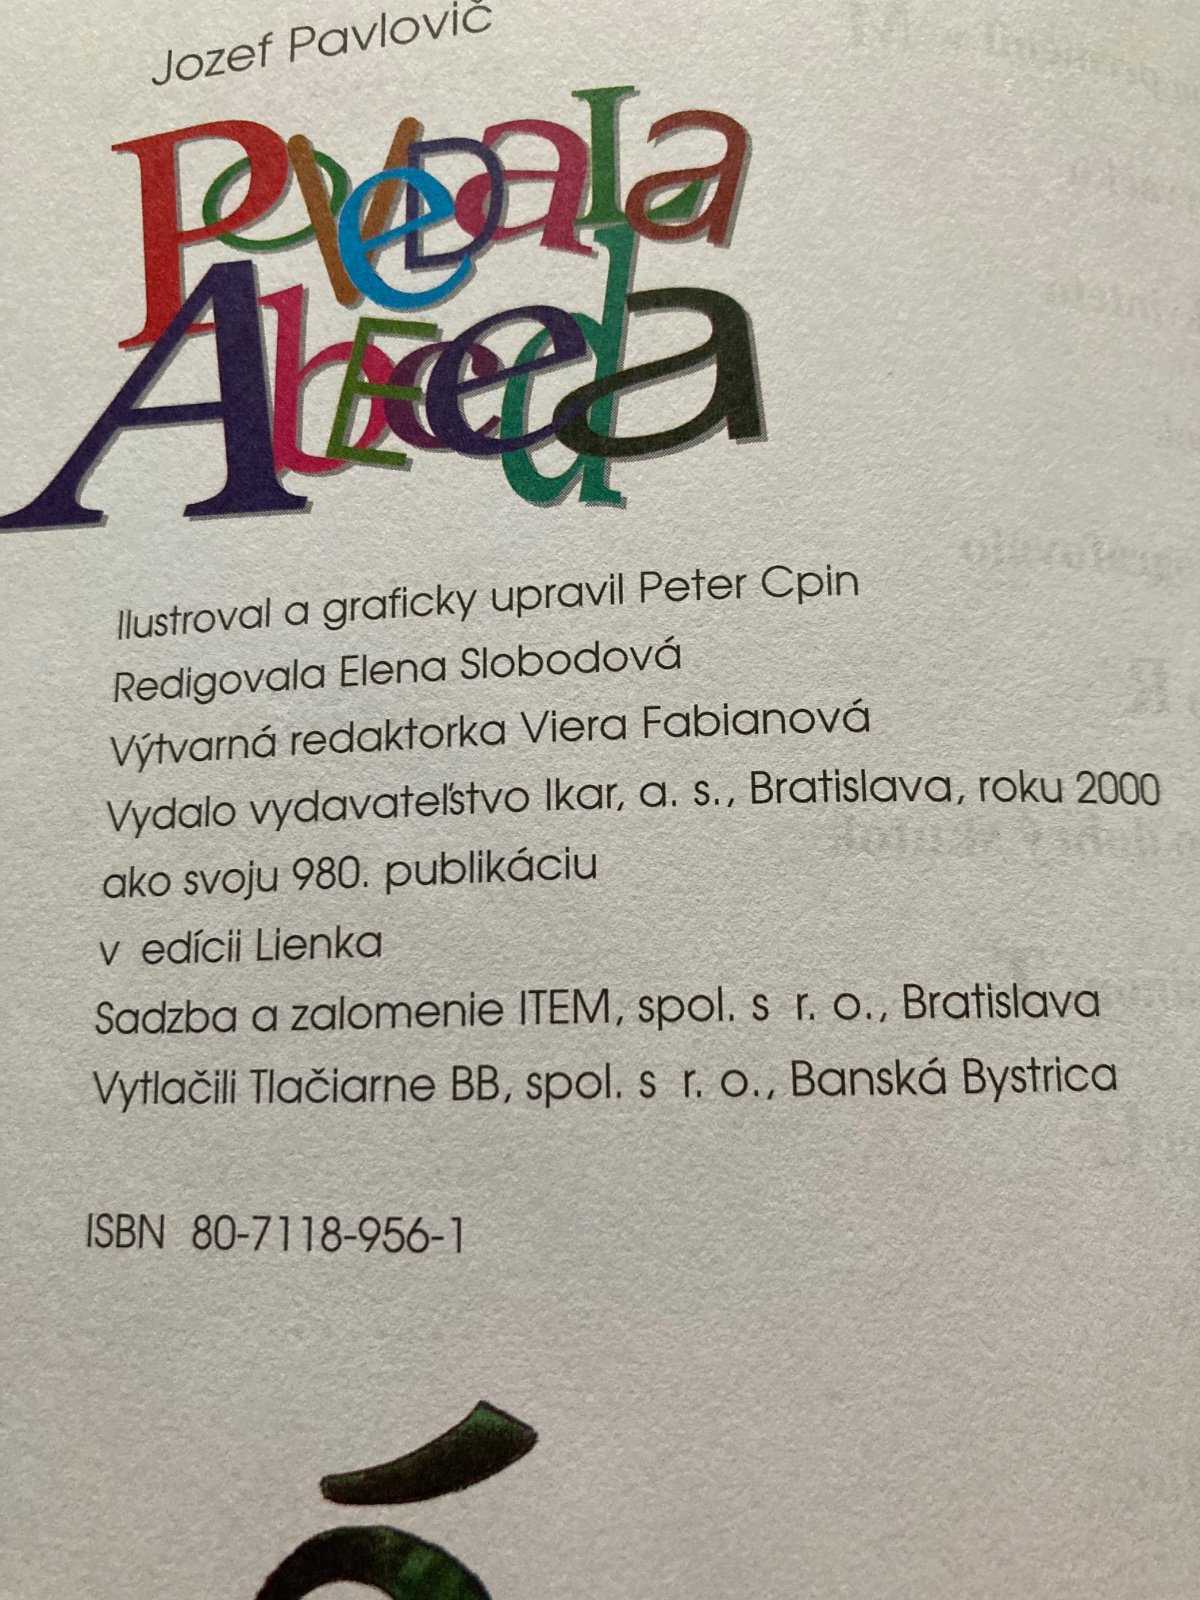 Jozef Pavlovič
PoVeDala
AbEceda
Ilustroval a graficky upravil Peter Cpin
Redigovala Elena Slobodová
Výtvarná redaktorka Viera Fabianová
Vydalo vydavateľstvo Ikar, a. s., Bratislava, roku 2000
ako svoju 980. publikáciu
v edícii Lienka
Sadzba a zalomenie ITEM, spol. s r. o., Bratislava
Vytlačili Tlačiarne BB, spol. s r. o., Banská Bystrica
ISBN 80-7118-956-1